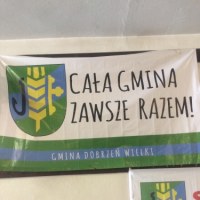 CAŁA GMINA
ZAWSZE RAZEM!
GMINA DOBRZEŃ WIELKI